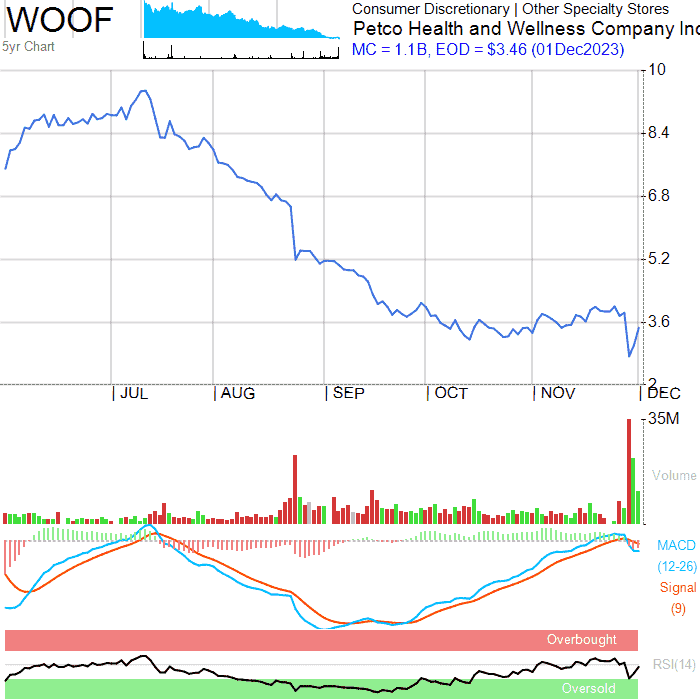 WOOF
5yr Chart
Consumer Discretionary | Other Specialty Stores
Petco Health and Wellness Company Inc
MC = 1.1B, EOD = $3.46 (01Dec2023)
10
8.4
6.8
5.2
3.6
2
JUL
AUG
SEP
OCT
NOV
DEC
35M
Volume
MACD
(12-26)
Signal
(9)
Overbought
RSI(14)
Oversold